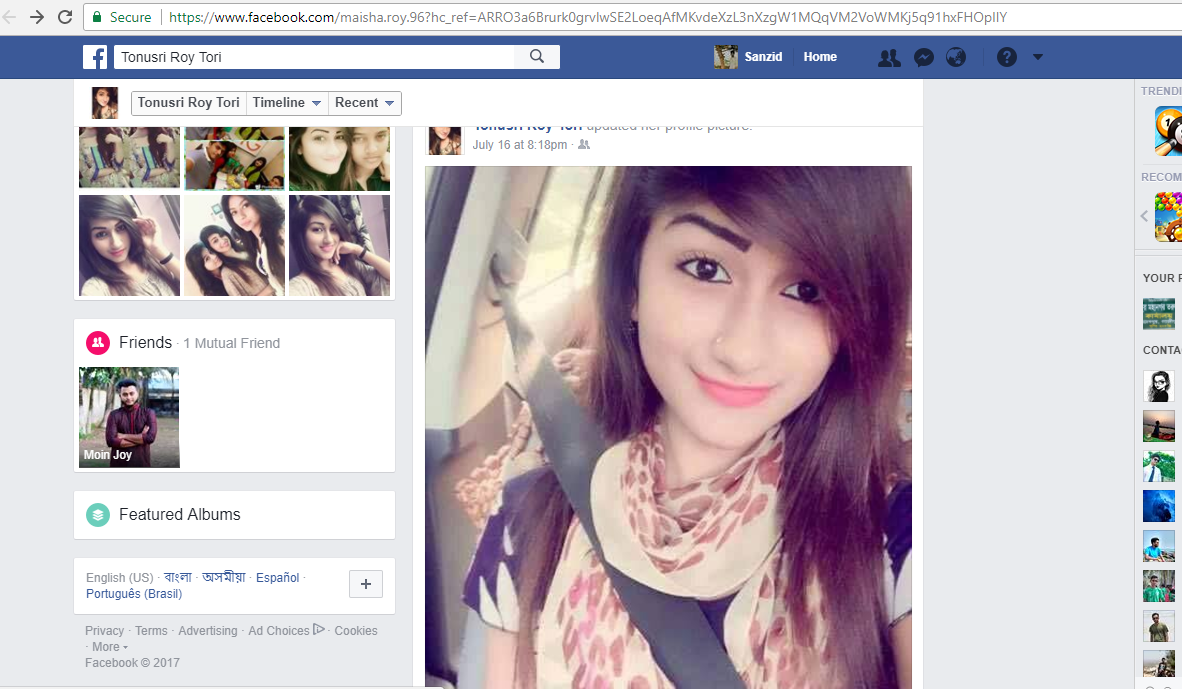 Secure
https://www.facebook.com/maisha.roy.96?hc_ref=ARRO3a6Brurk0grvlwSE2LoeqAfMKvdeXzL3nXzgW1MQqVM2VoWMKj5q91hxFHOpIlY
Tonusri Roy Tori
Sanzid
Home
Tonusri Roy Tori
Timeline
Recent
Tonusri Roy Tori updated her profile picture.
July 16 at 8:18pm ·
Friends · 1 Mutual Friend
Moin Joy
Featured Albums
English (US) · বাংলা · অসমীয়া · Español ·
Português (Brasil)
Privacy · Terms · Advertising · Ad Choices · Cookies
· More
Facebook © 2017
TRENDI
RECOM
YOUR P
CONTA